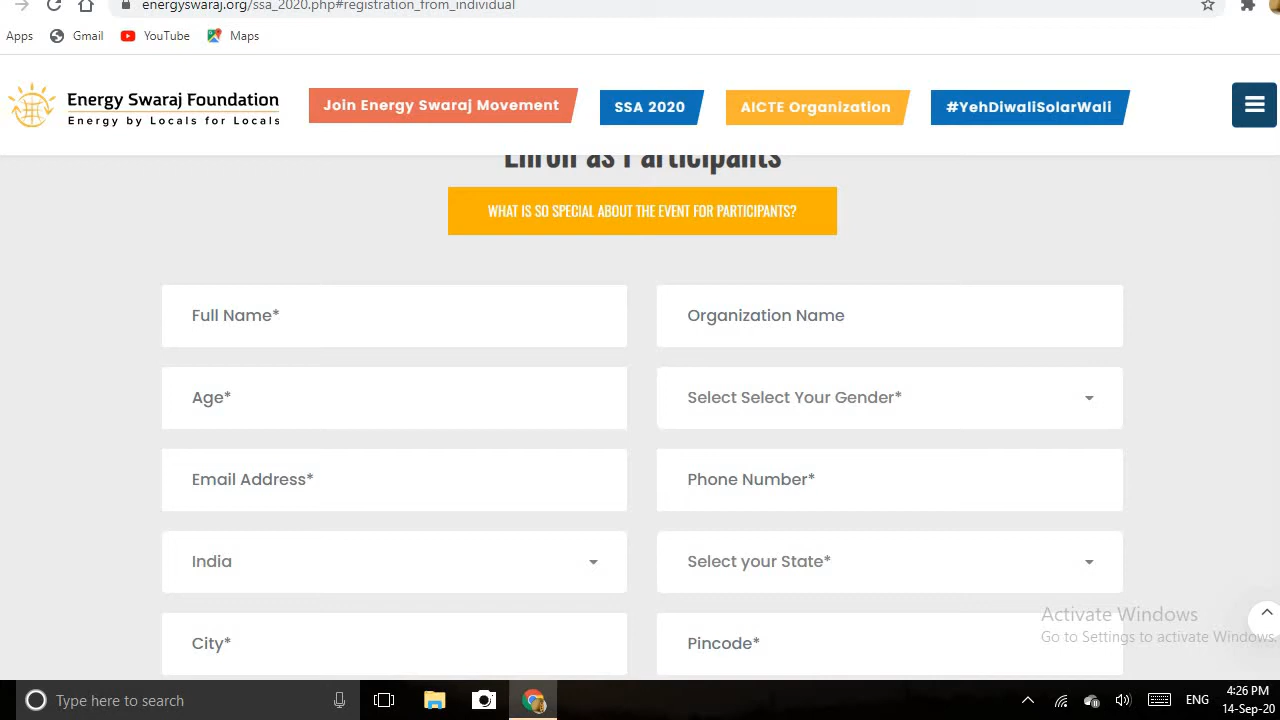 energyswaraj.org/ssa_2020.php#registration_from_individual
Apps Gmail YouTube Maps
Energy Swaraj Foundation
Energy by Locals for Locals
Join Energy Swaraj Movement
SSA 2020
AICTE Organization
#YehDiwaliSolarWali
Enroll as Participants
WHAT IS SO SPECIAL ABOUT THE EVENT FOR PARTICIPANTS?
Full Name*
Organization Name
Age*
Select Select Your Gender*
Email Address*
Phone Number*
India
Select your State*
City*
Pincode*
Activate Windows
Go to Settings to activate Windows.
Type here to search
ENG
4:26 PM
14-Sep-20